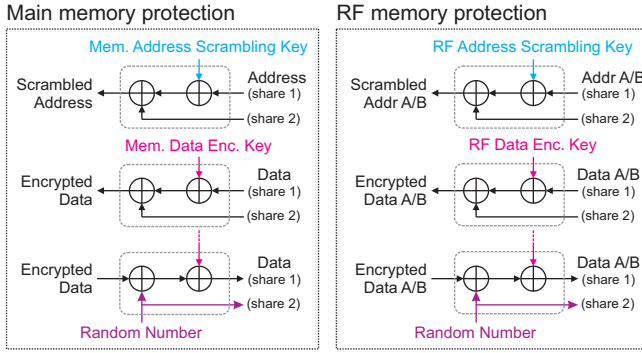 Main memory protection
Mem. Address Scrambling Key
Scrambled
Address
Address
(share 1)
(share 2)
Mem. Data Enc. Key
Encrypted
Data
Data
(share 1)
(share 2)
Encrypted
Data
Data
(share 1)
(share 2)
Random Number
RF memory protection
RF Address Scrambling Key
Scrambled
Addr A/B
Addr A/B
(share 1)
(share 2)
RF Data Enc. Key
Encrypted
Data A/B
Data A/B
(share 1)
(share 2)
Encrypted
Data A/B
Data A/B
(share 1)
(share 2)
Random Number